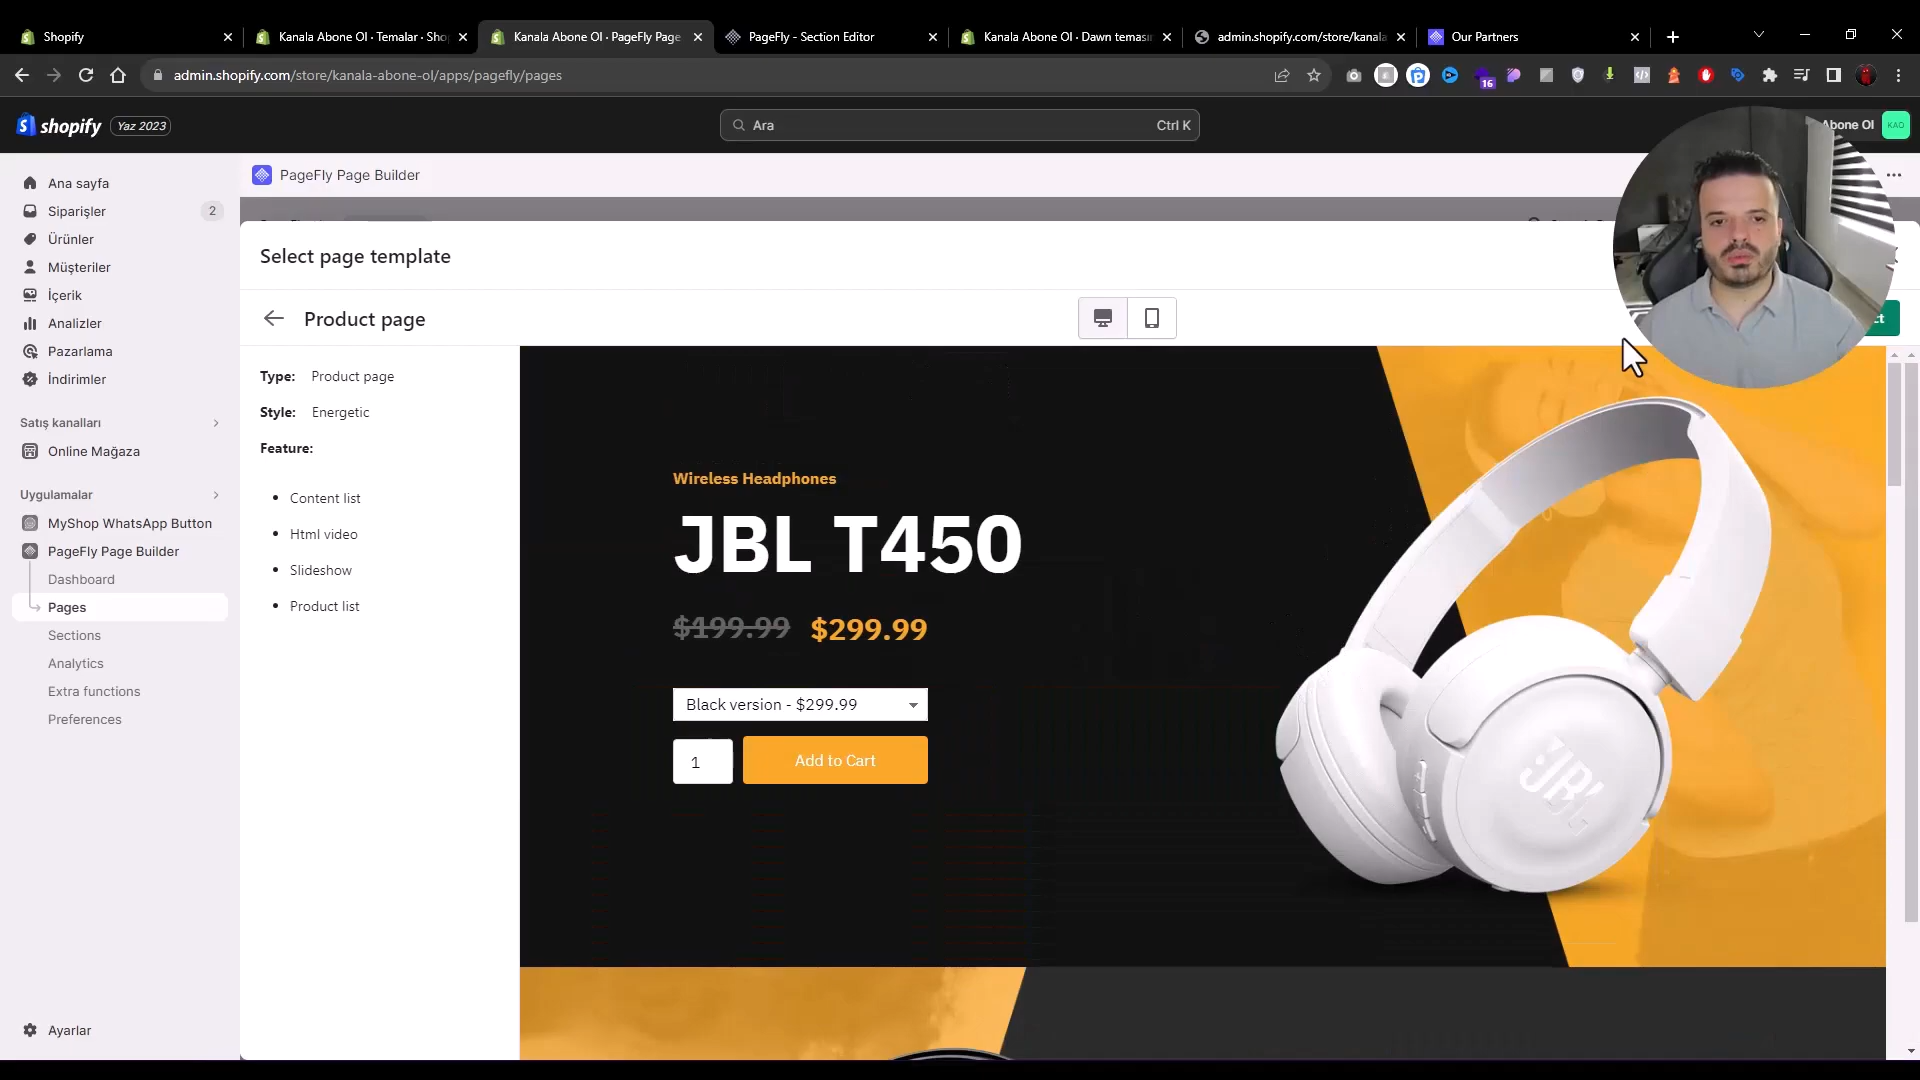 Shopify
Kanala Abone Ol · Temalar · Sho
Kanala Abone Ol · PageFly Page
PageFly - Section Editor
Kanala Abone Ol · Dawn teması
admin.shopify.com/store/kanala
Our Partners
admin.shopify.com/store/kanala-abone-ol/apps/pagefly/pages
16
shopify
Yaz 2023
Ara
Ctrl K
Abone Ol
KAO
Ana sayfa
Siparişler
2
Ürünler
Müşteriler
İçerik
Analizler
Pazarlama
İndirimler
Satış kanalları
Online Mağaza
Uygulamalar
MyShop WhatsApp Button
PageFly Page Builder
Dashboard
Pages
Sections
Analytics
Extra functions
Preferences
Ayarlar
PageFly Page Builder
Select page template
Product page
Type: Product page
Style: Energetic
Feature:
Content list
Html video
Slideshow
Product list
Wireless Headphones
JBL T450
$199.99 $299.99
Black version - $299.99
1
Add to Cart
JBL